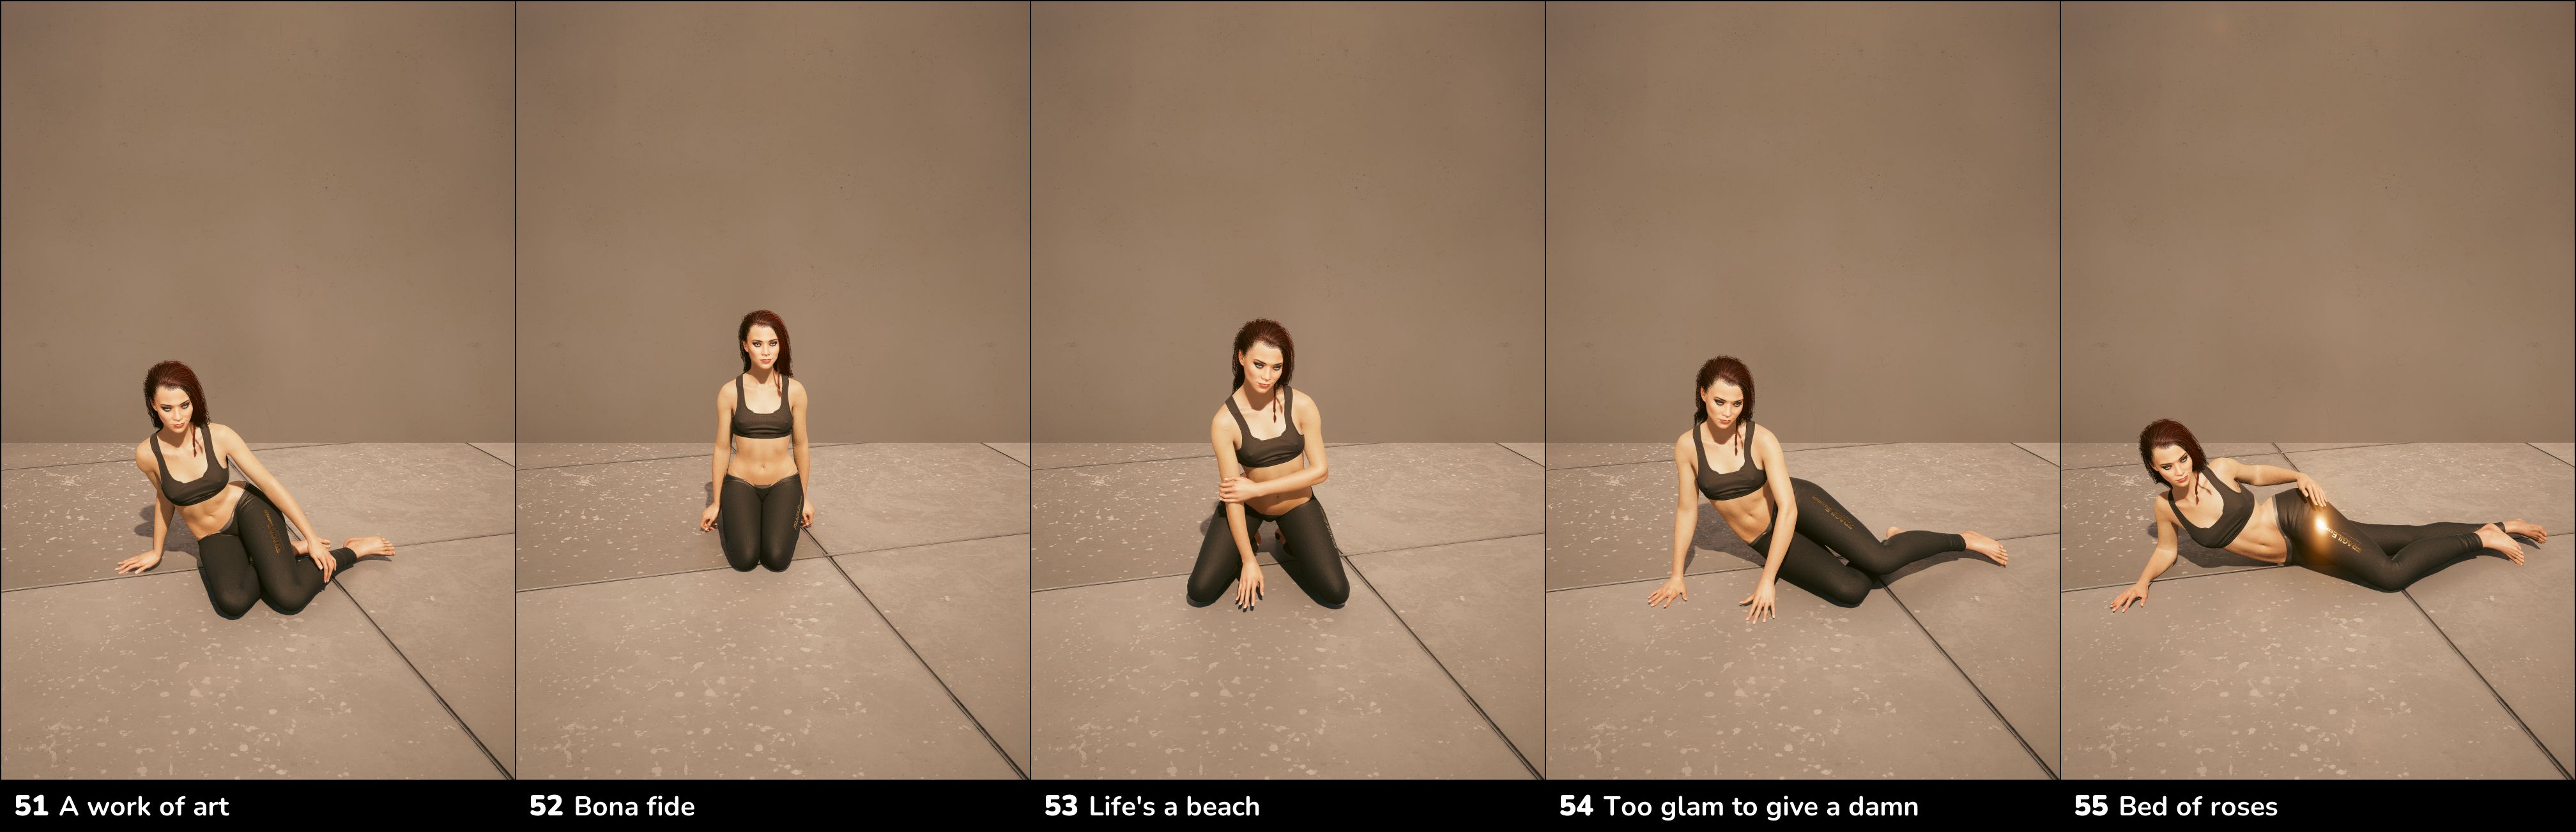 51 A work of art
52 Bona fide
53 Life's a beach
54 Too glam to give a damn
55 Bed of roses